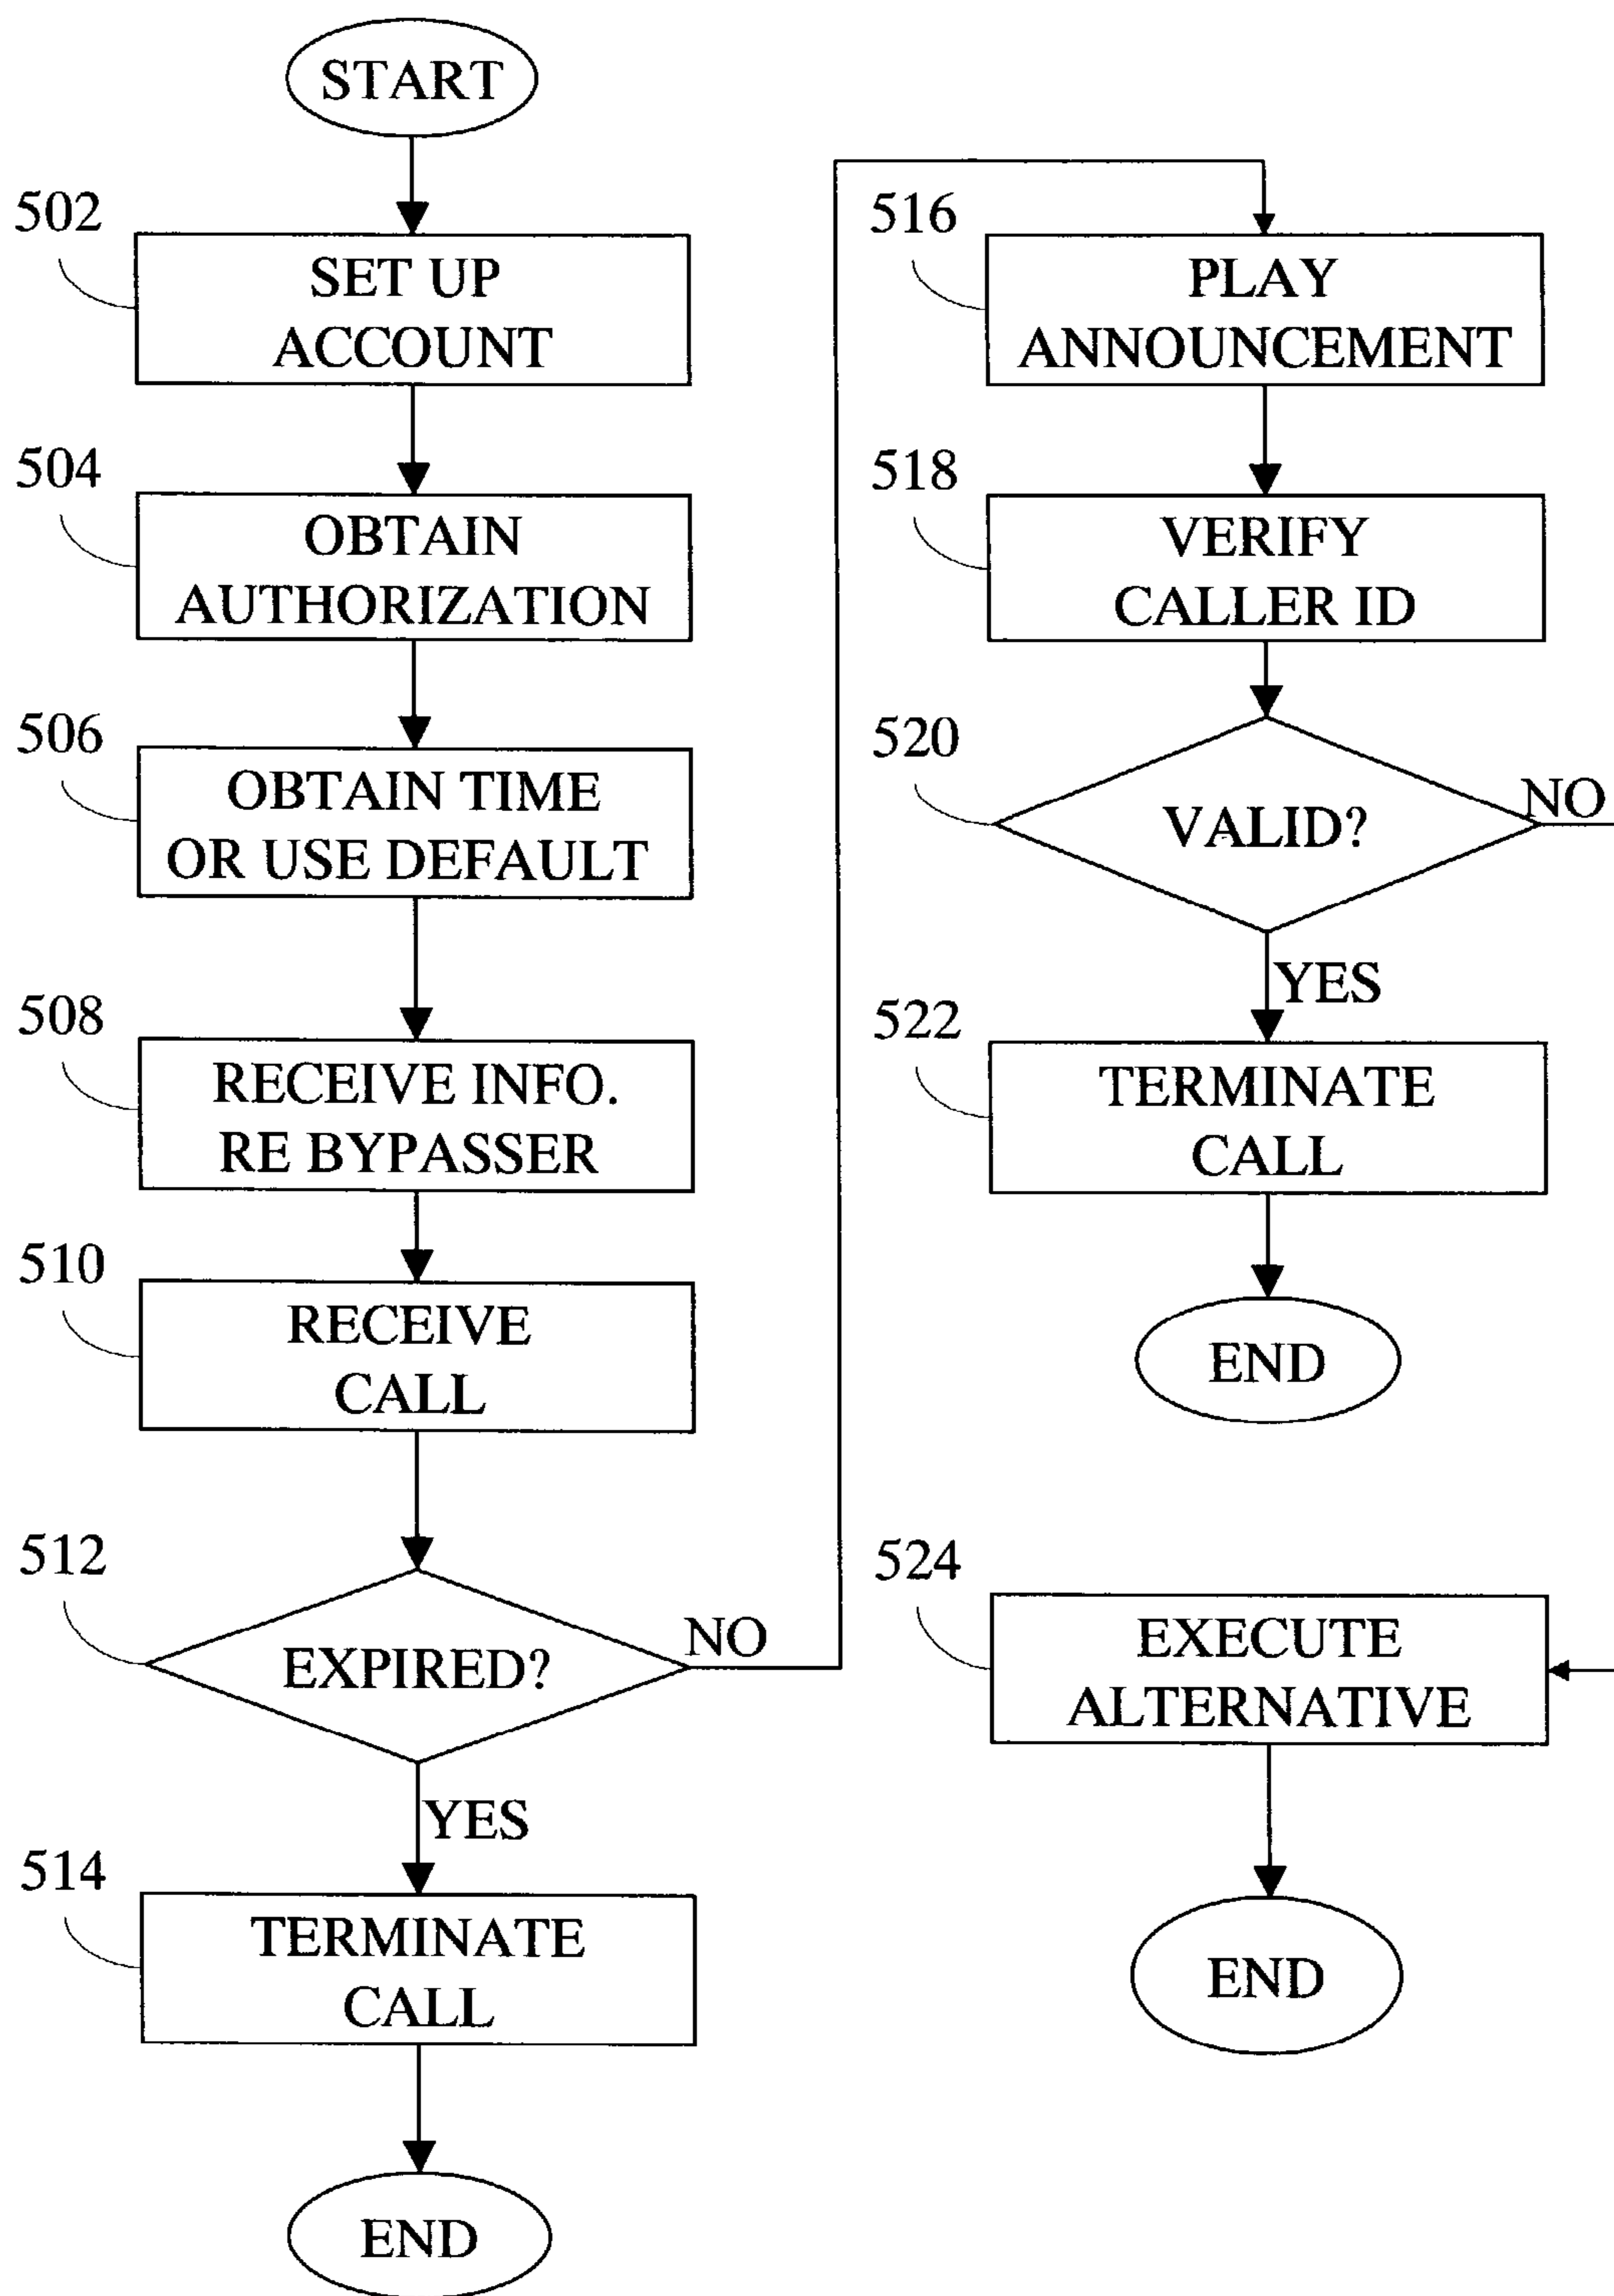 START
502
SET UP
ACCOUNT
504
OBTAIN
AUTHORIZATION
506
OBTAIN TIME
OR USE DEFAULT
508
RECEIVE INFO.
RE BYPASSER
510
RECEIVE
CALL
512
EXPIRED?
NO
YES
514
TERMINATE
CALL
END
516
PLAY
ANNOUNCEMENT
518
VERIFY
CALLER ID
520
VALID?
NO
YES
522
TERMINATE
CALL
END
524
EXECUTE
ALTERNATIVE
END